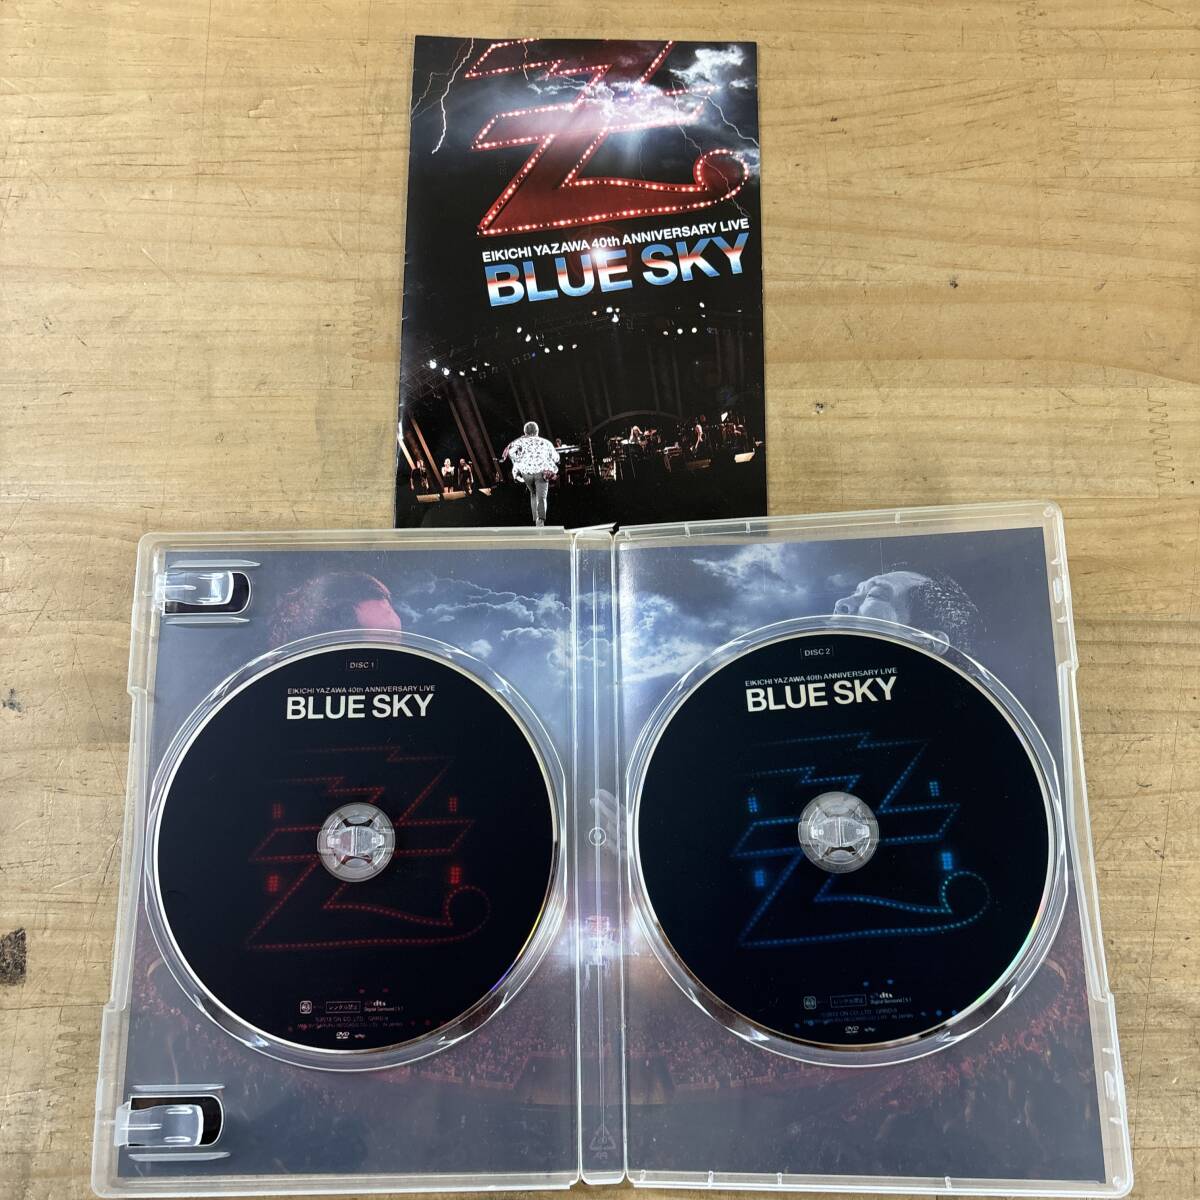 EIKICHI YAZAWA 40th ANNIVERSARY LIVE
BLUE SKY
DISC 1
EIKICHI YAZAWA 40th ANNIVERSARY LIVE
BLUE SKY
レンタル禁止
dts
Digital Surround
DVD
DISC 2
EIKICHI YAZAWA 40th ANNIVERSARY LIVE
BLUE SKY
レンタル禁止
dts
Digital Surround
DVD